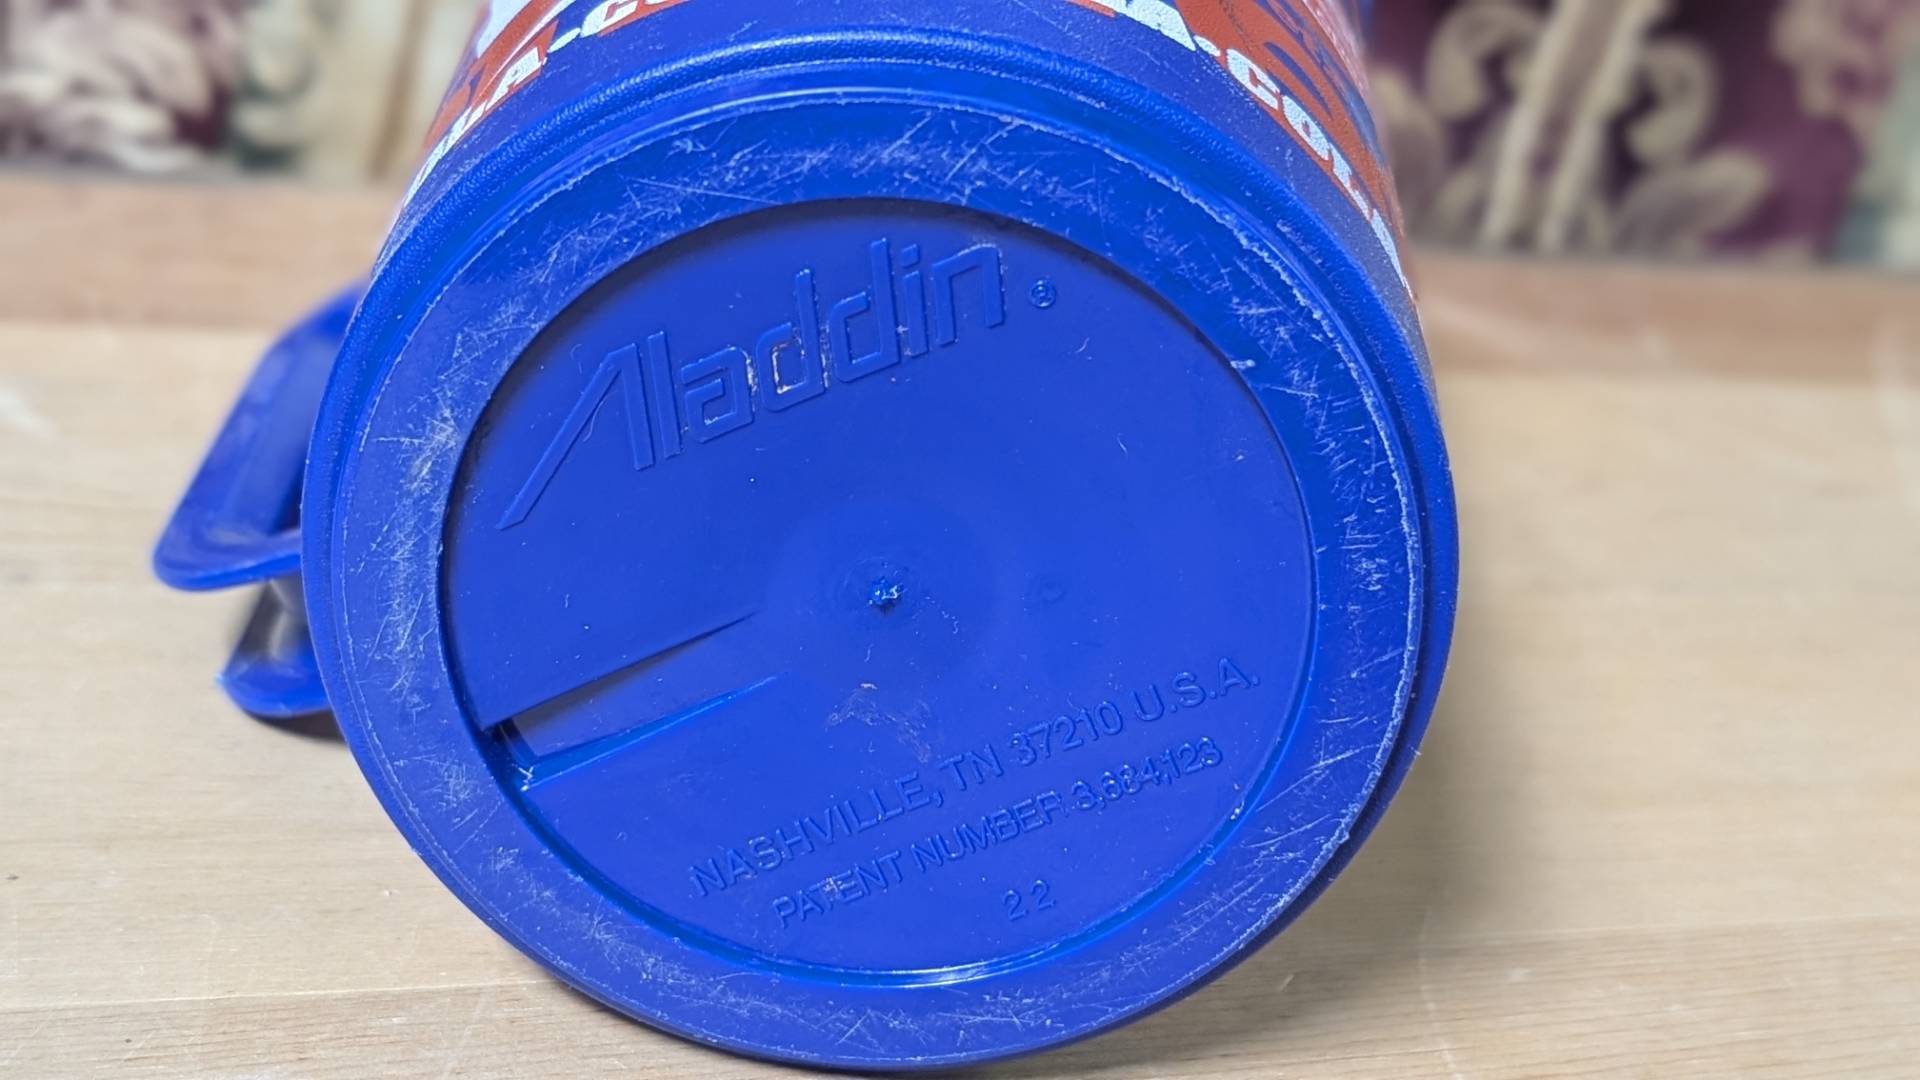 Aladdin®
NASHVILLE, TN 37210 U.S.A.
PATENT NUMBER 3,684,123
22